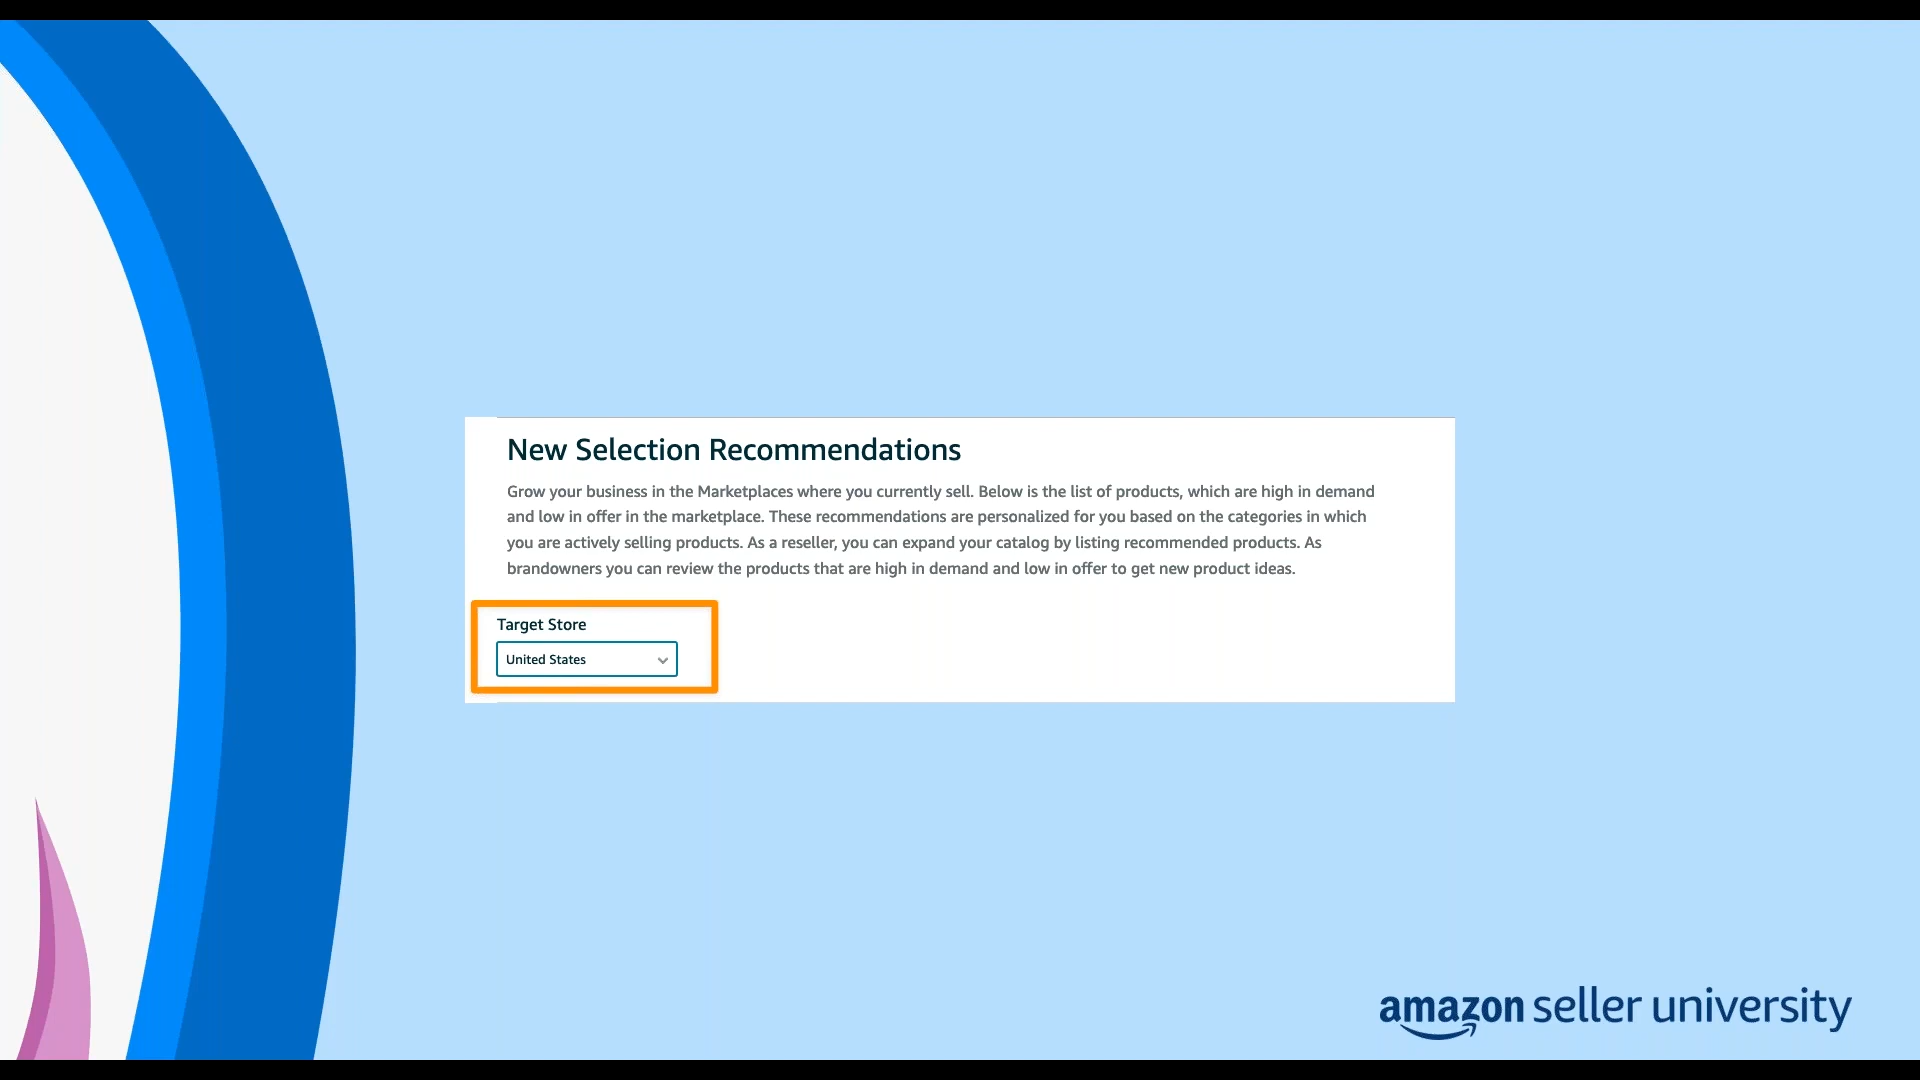 New Selection Recommendations
Grow your business in the Marketplaces where you currently sell. Below is the list of products, which are high in demand
and low in offer in the marketplace. These recommendations are personalized for you based on the categories in which
you are actively selling products. As a reseller, you can expand your catalog by listing recommended products. As
brandowners you can review the products that are high in demand and low in offer to get new product ideas.
Target Store
United States
amazon seller university